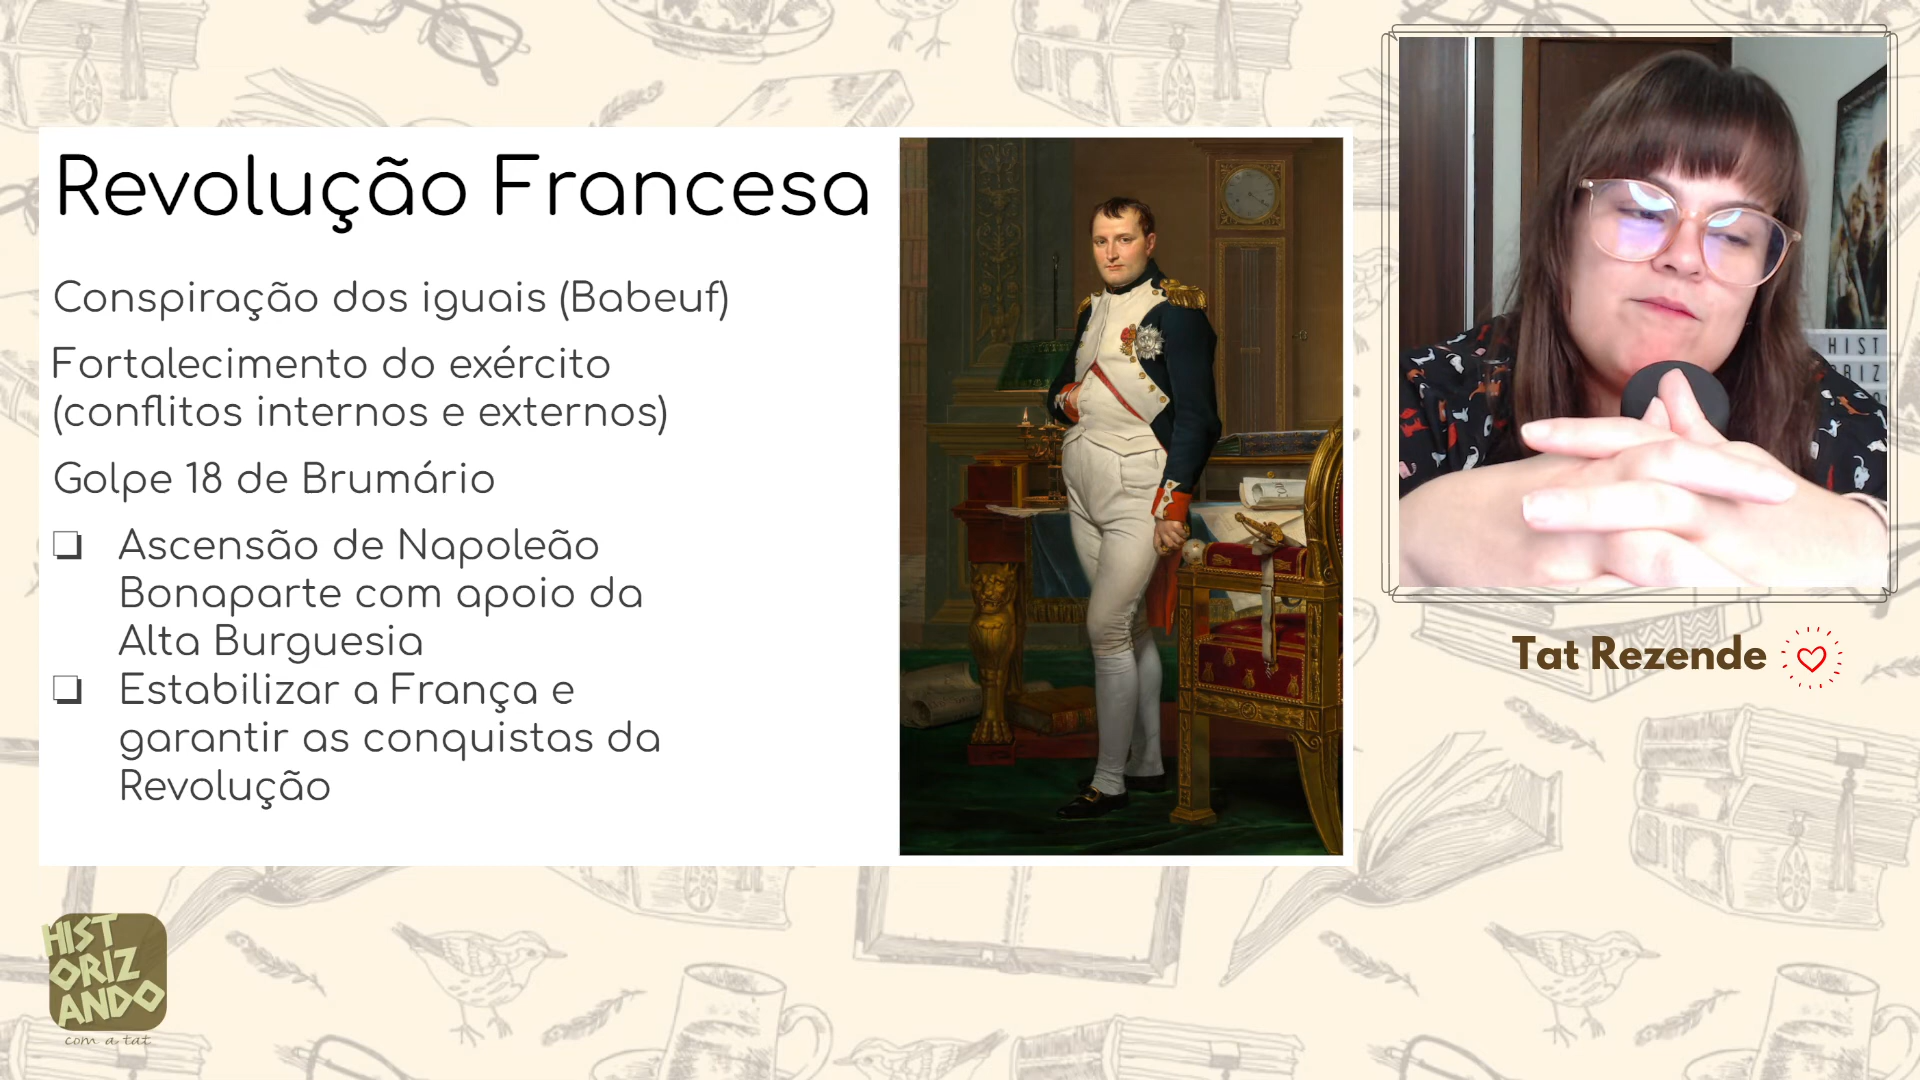 Revolução Francesa
Conspiração dos iguais (Babeuf)
Fortalecimento do exército
(conflitos internos e externos)
Golpe 18 de Brumário
❏ Ascensão de Napoleão
Bonaparte com apoio da
Alta Burguesia
❏ Estabilizar a França e
garantir as conquistas da
Revolução
HIST
Tat Rezende
HIST
ORIZ
ANDO
com a tat